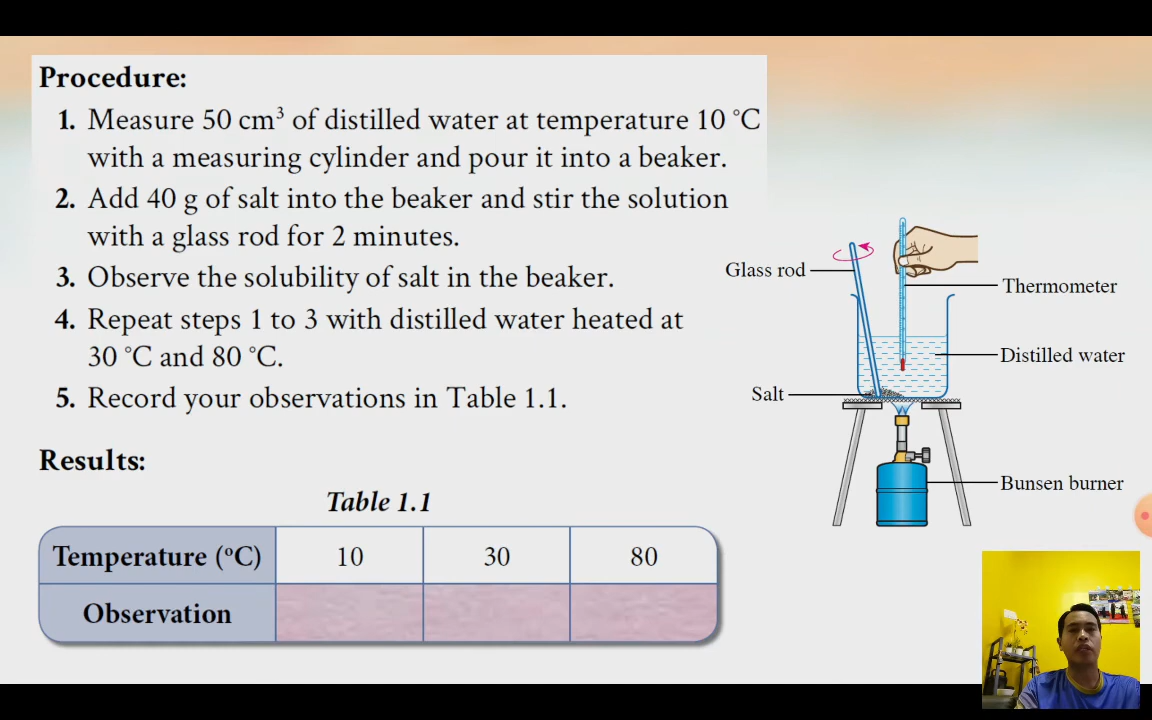 Procedure:
1. Measure 50 cm³ of distilled water at temperature 10 °C
with a measuring cylinder and pour it into a beaker.
2. Add 40 g of salt into the beaker and stir the solution
with a glass rod for 2 minutes.
3. Observe the solubility of salt in the beaker.
4. Repeat steps 1 to 3 with distilled water heated at
30 °C and 80 °C.
5. Record your observations in Table 1.1.
Glass rod
Thermometer
Distilled water
Salt
Bunsen burner
Results:
Table 1.1
Temperature (°C) 10 30 80
Observation